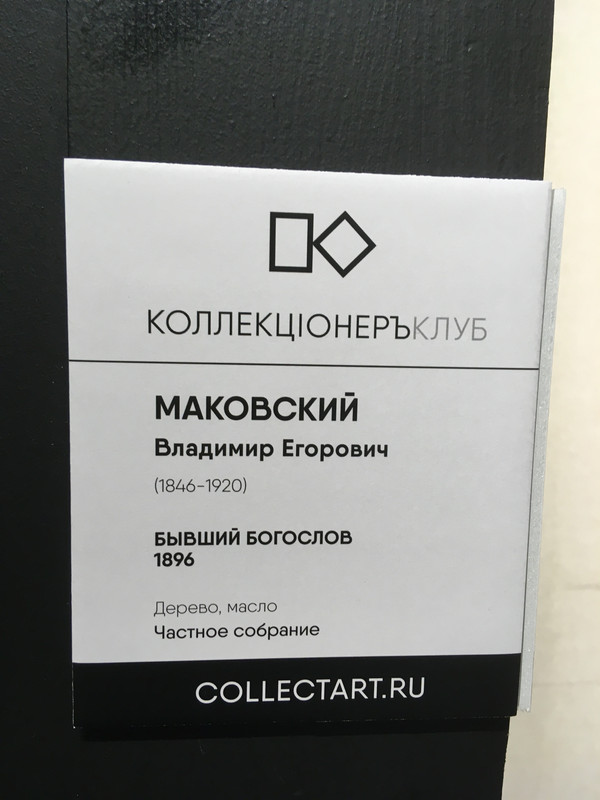 КОЛЛЕКЦІОНЕРЪКЛУБ
МАКОВСКИЙ
Владимир Егорович
(1846-1920)
БЫВШИЙ БОГОСЛОВ
1896
Дерево, масло
Частное собрание
COLLECTART.RU